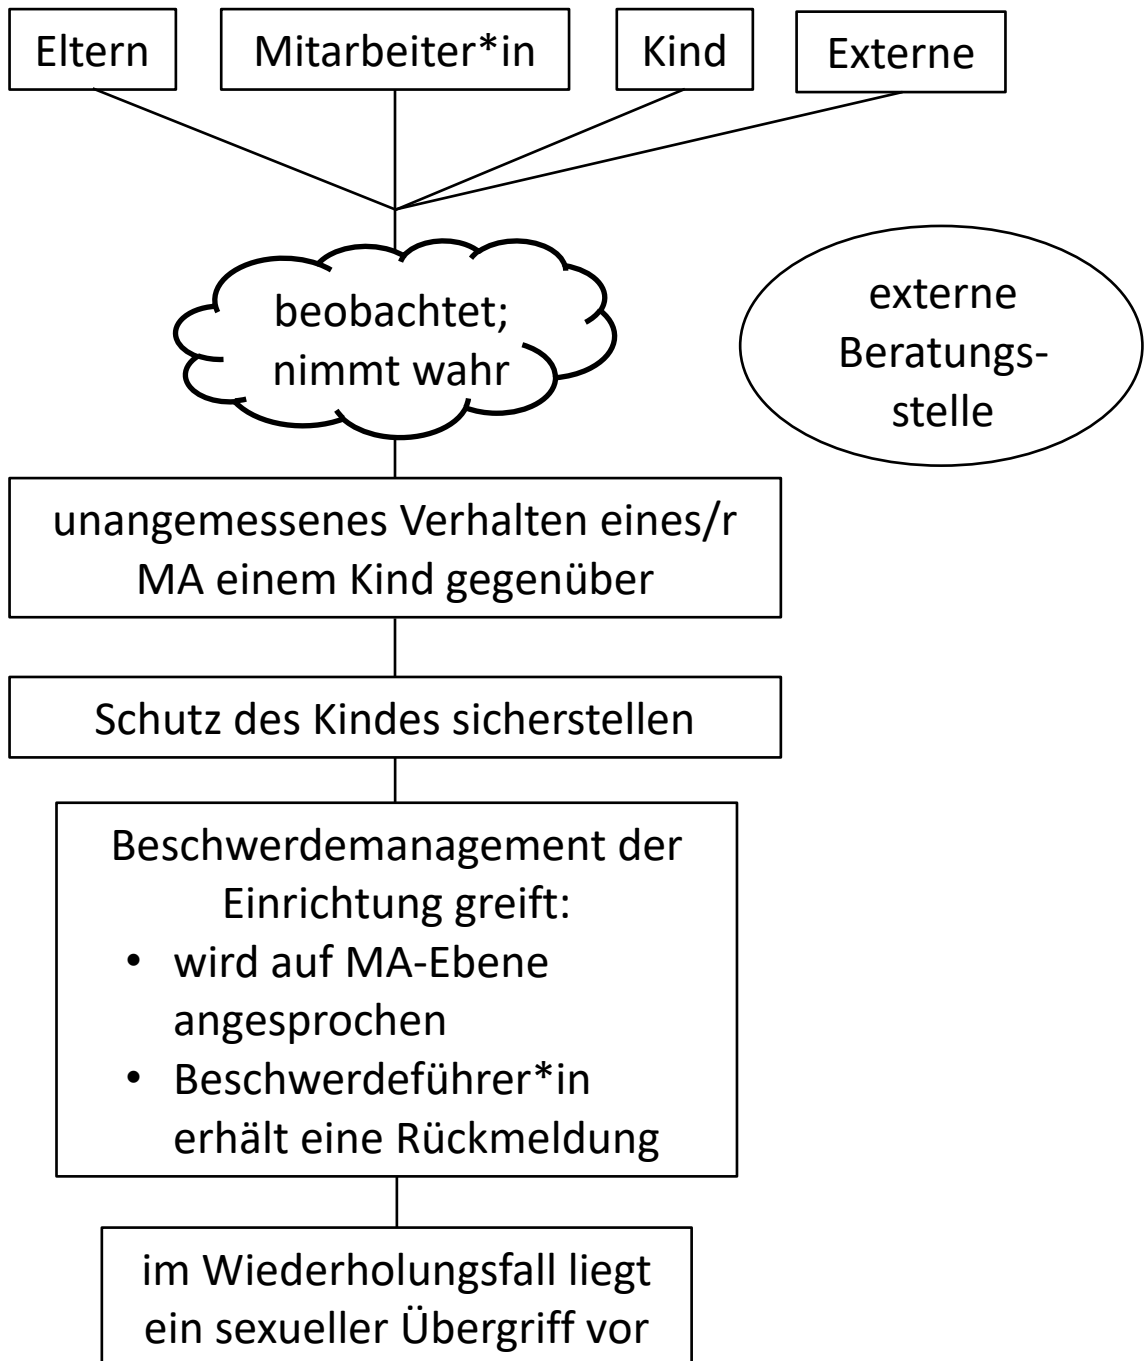 Eltern
Mitarbeiter*in
Kind
Externe
beobachtet;
nimmt wahr
externe
Beratungs-
stelle
unangemessenes Verhalten eines/r
MA einem Kind gegenüber
Schutz des Kindes sicherstellen
Beschwerdemanagement der
Einrichtung greift:
• wird auf MA-Ebene
angesprochen
• Beschwerdeführer*in
erhält eine Rückmeldung
im Wiederholungsfall liegt
ein sexueller Übergriff vor